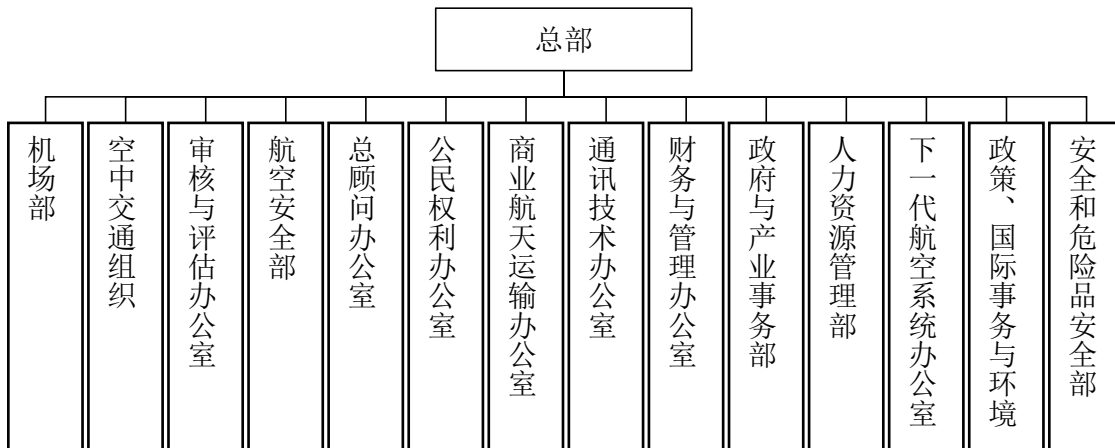 总部
机场部
空中交通组织
审核与评估办公室
航空安全部
总顾问办公室
公民权利办公室
商业航天运输办公室
通讯技术办公室
财务与管理办公室
政府与产业事务部
人力资源管理部
下一代航空系统办公室
政策、国际事务与环境
安全和危险品安全部